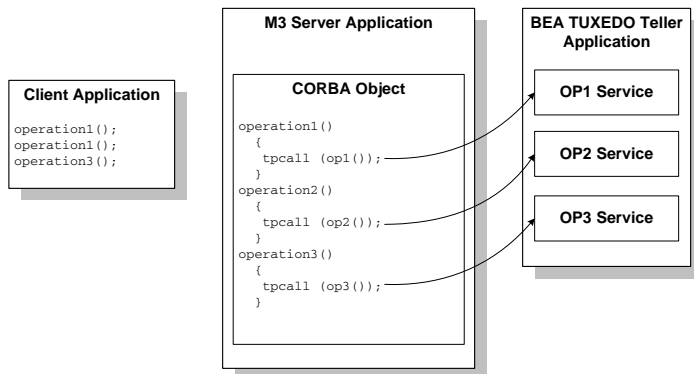 Client Application
operation1();
operation1();
operation3();
M3 Server Application
CORBA Object
operation1()
{
tpcall (op1());
}
operation2()
{
tpcall (op2());
}
operation3()
{
tpcall (op3());
}
BEA TUXEDO Teller
Application
OP1 Service
OP2 Service
OP3 Service